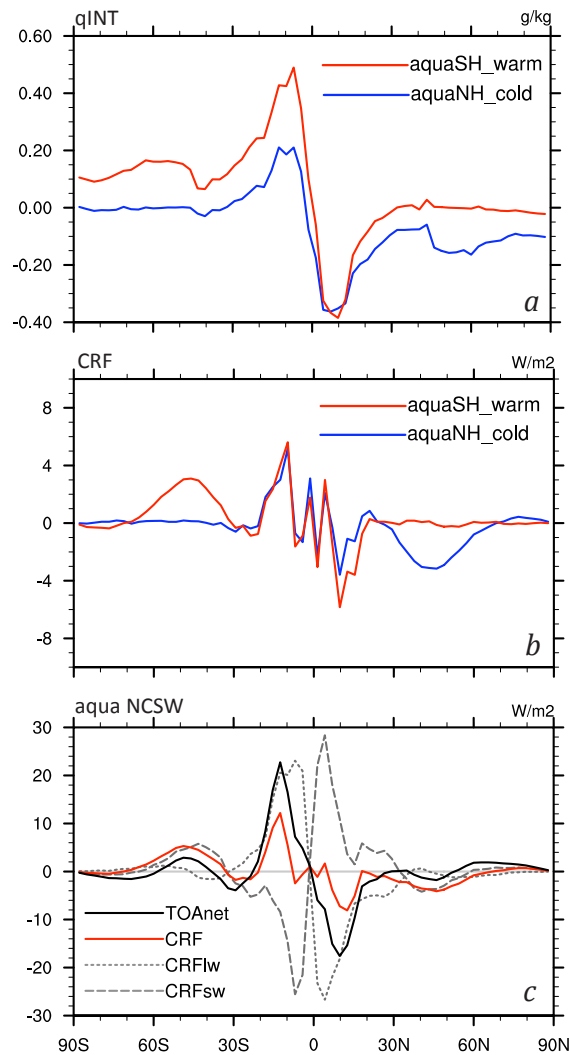 qINT g/kg
0.60
0.40
0.20
0.00
-0.20
-0.40
aquaSH_warm
aquaNH_cold
a
CRF W/m2
8
4
0
-4
-8
aquaSH_warm
aquaNH_cold
b
aqua NCSW W/m2
30
20
10
0
-10
-20
-30
TOAnet
CRF
CRFlw
CRFsw
c
90S 60S 30S 0 30N 60N 90N